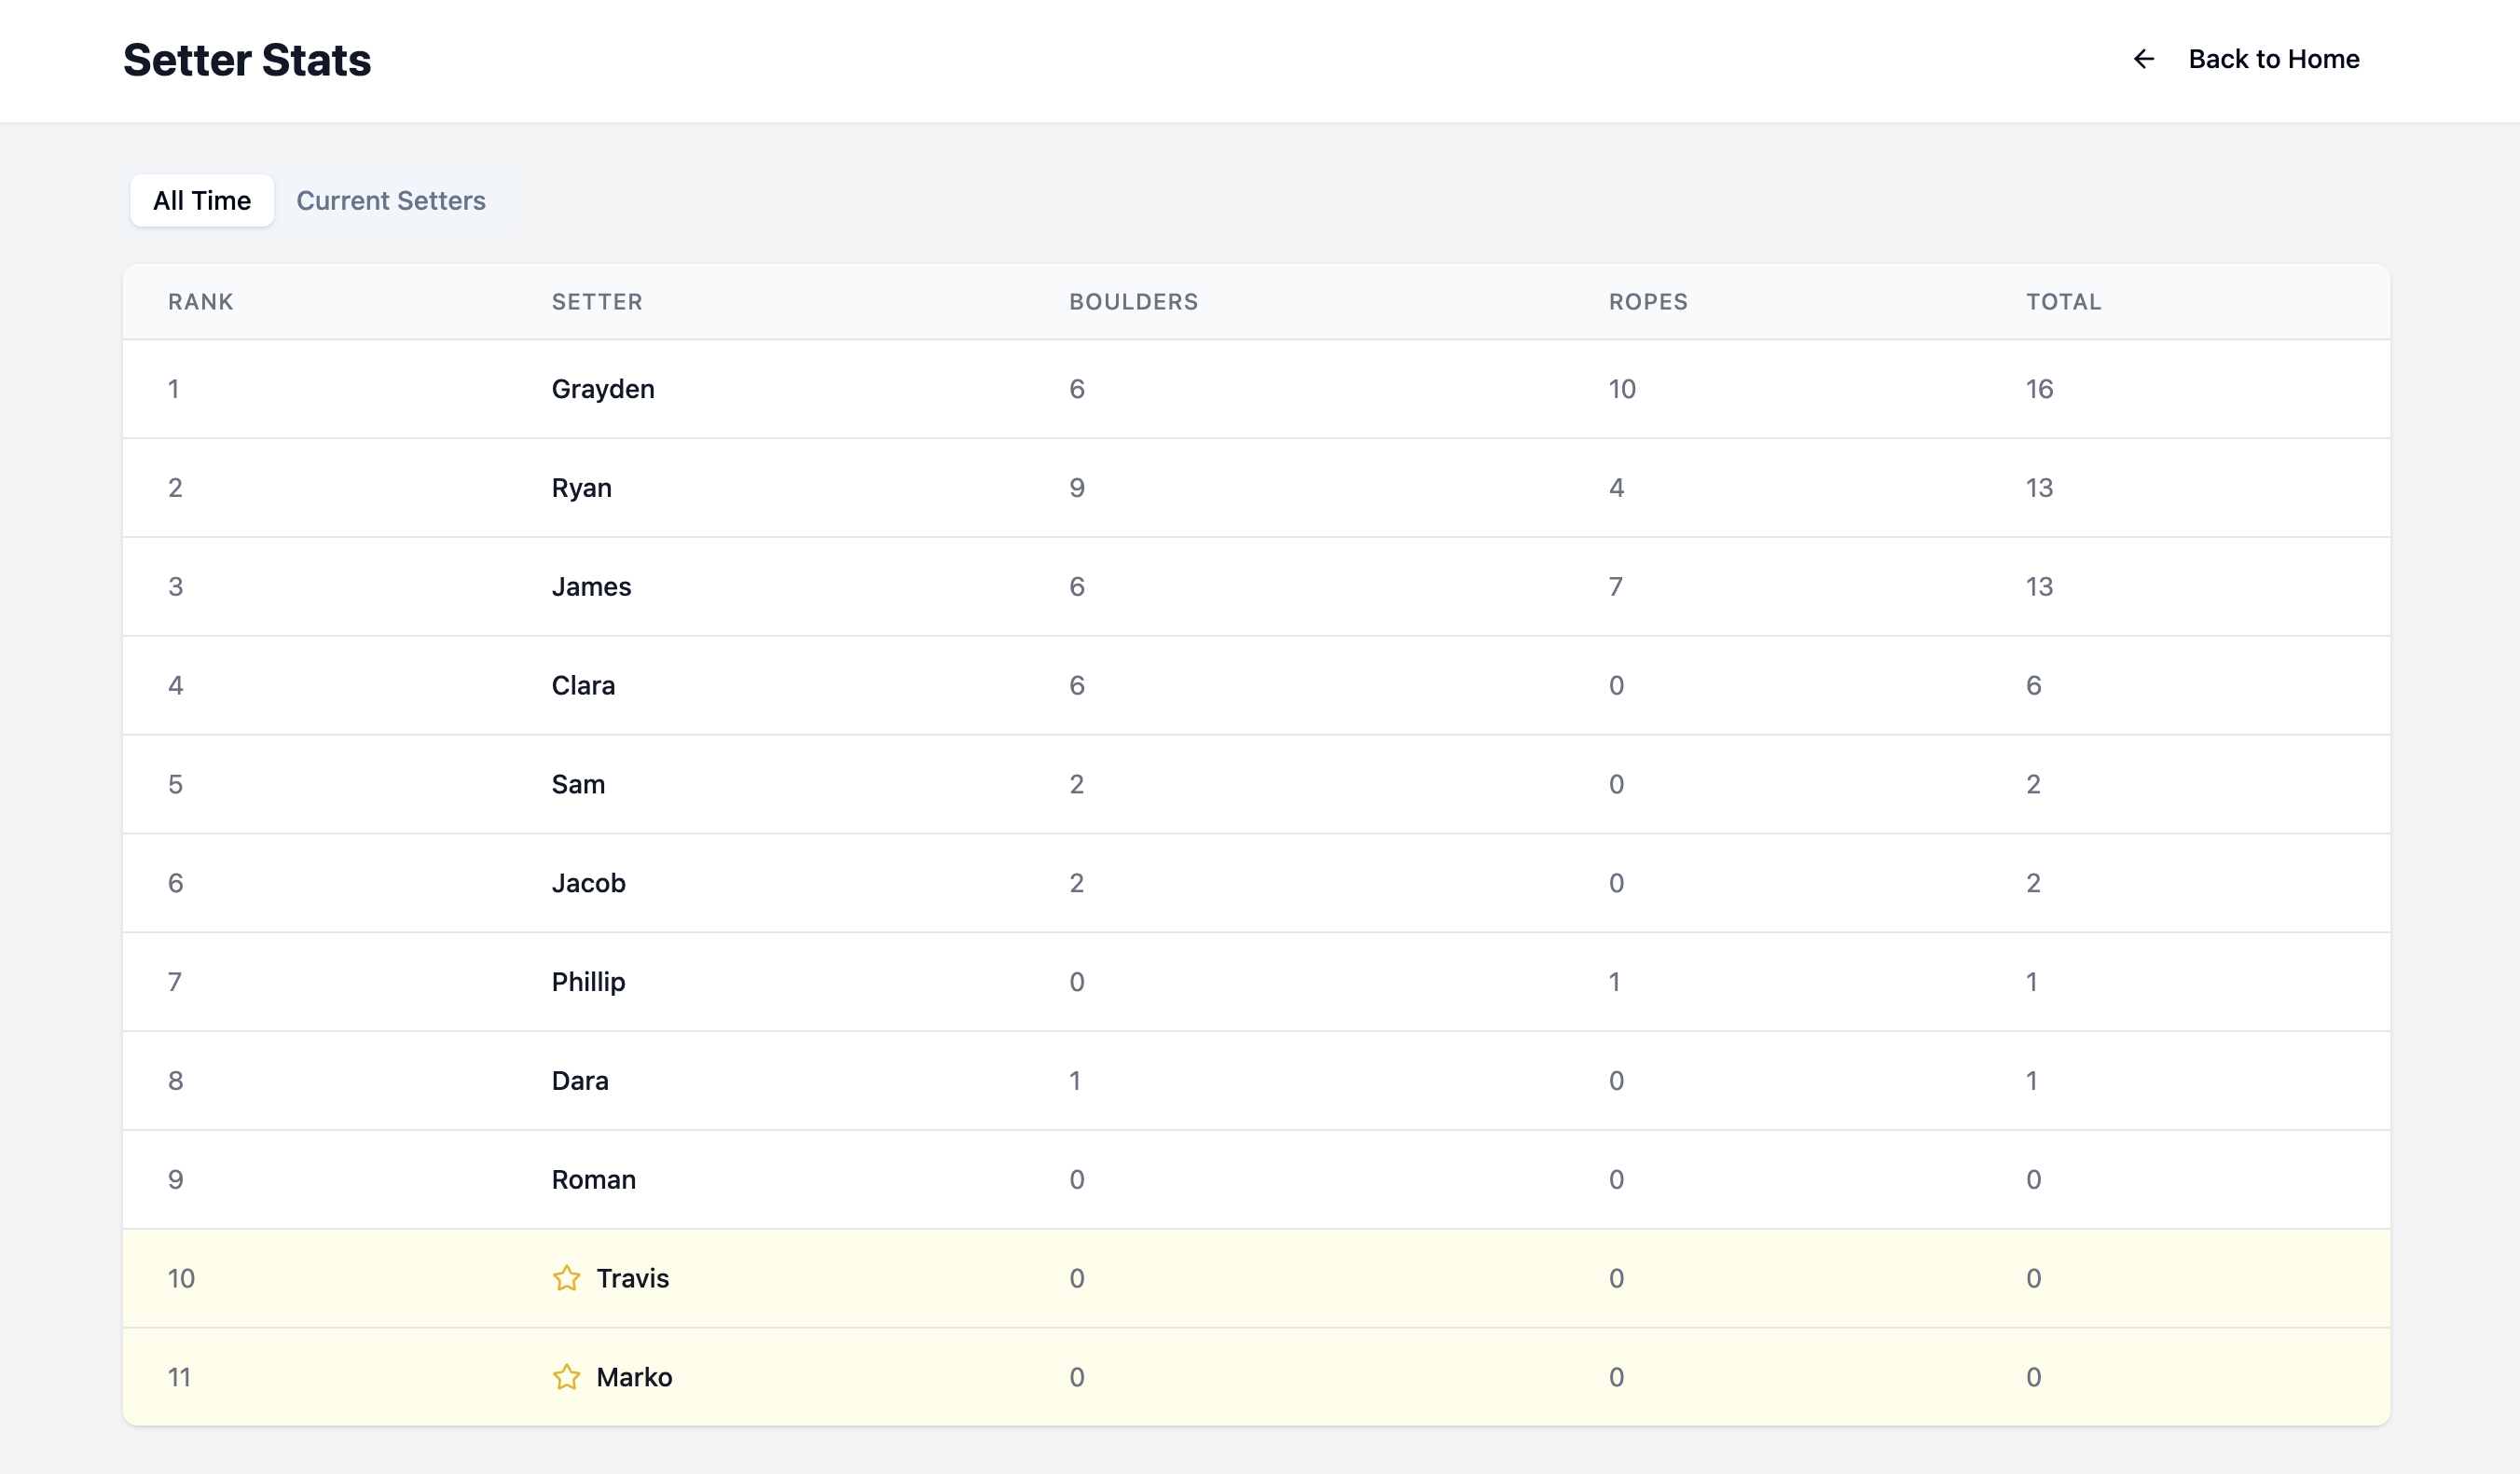 Setter Stats
← Back to Home
All Time Current Setters
RANK SETTER BOULDERS ROPES TOTAL
1 Grayden 6 10 16
2 Ryan 9 4 13
3 James 6 7 13
4 Clara 6 0 6
5 Sam 2 0 2
6 Jacob 2 0 2
7 Phillip 0 1 1
8 Dara 1 0 1
9 Roman 0 0 0
10 Travis 0 0 0
11 Marko 0 0 0